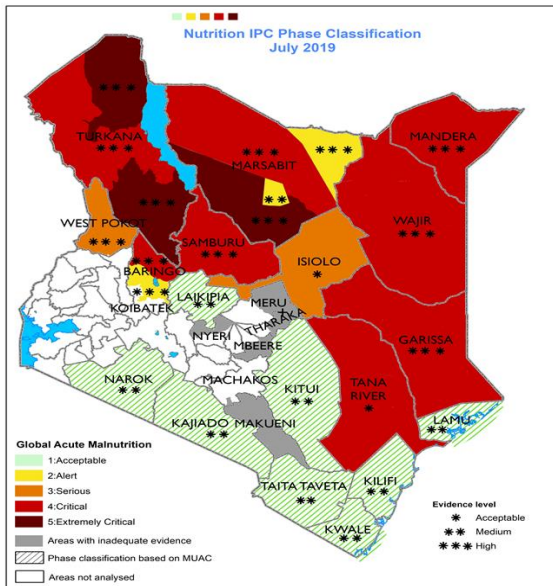 Nutrition IPC Phase Classification
July 2019
TURKANA
MANDERA
MARSABIT
WEST POKOT
WAJIR
SAMBURU
BARINGO
ISIOLO
KOIBATEK
LAIKIPIA
MERU
THARAKA
NYERI
MBEERE
GARISSA
MACHAKOS
NAROK
KITUI
TANA
RIVER
KAJIADO
MAKUENI
LAMU
TAITA TAVETA
KILIFI
KWALE
Global Acute Malnutrition
1:Acceptable
2:Alert
3:Serious
4:Critical
5:Extremely Critical
Areas with inadequate evidence
Phase classification based on MUAC
Areas not analysed
Evidence level
Acceptable
Medium
High